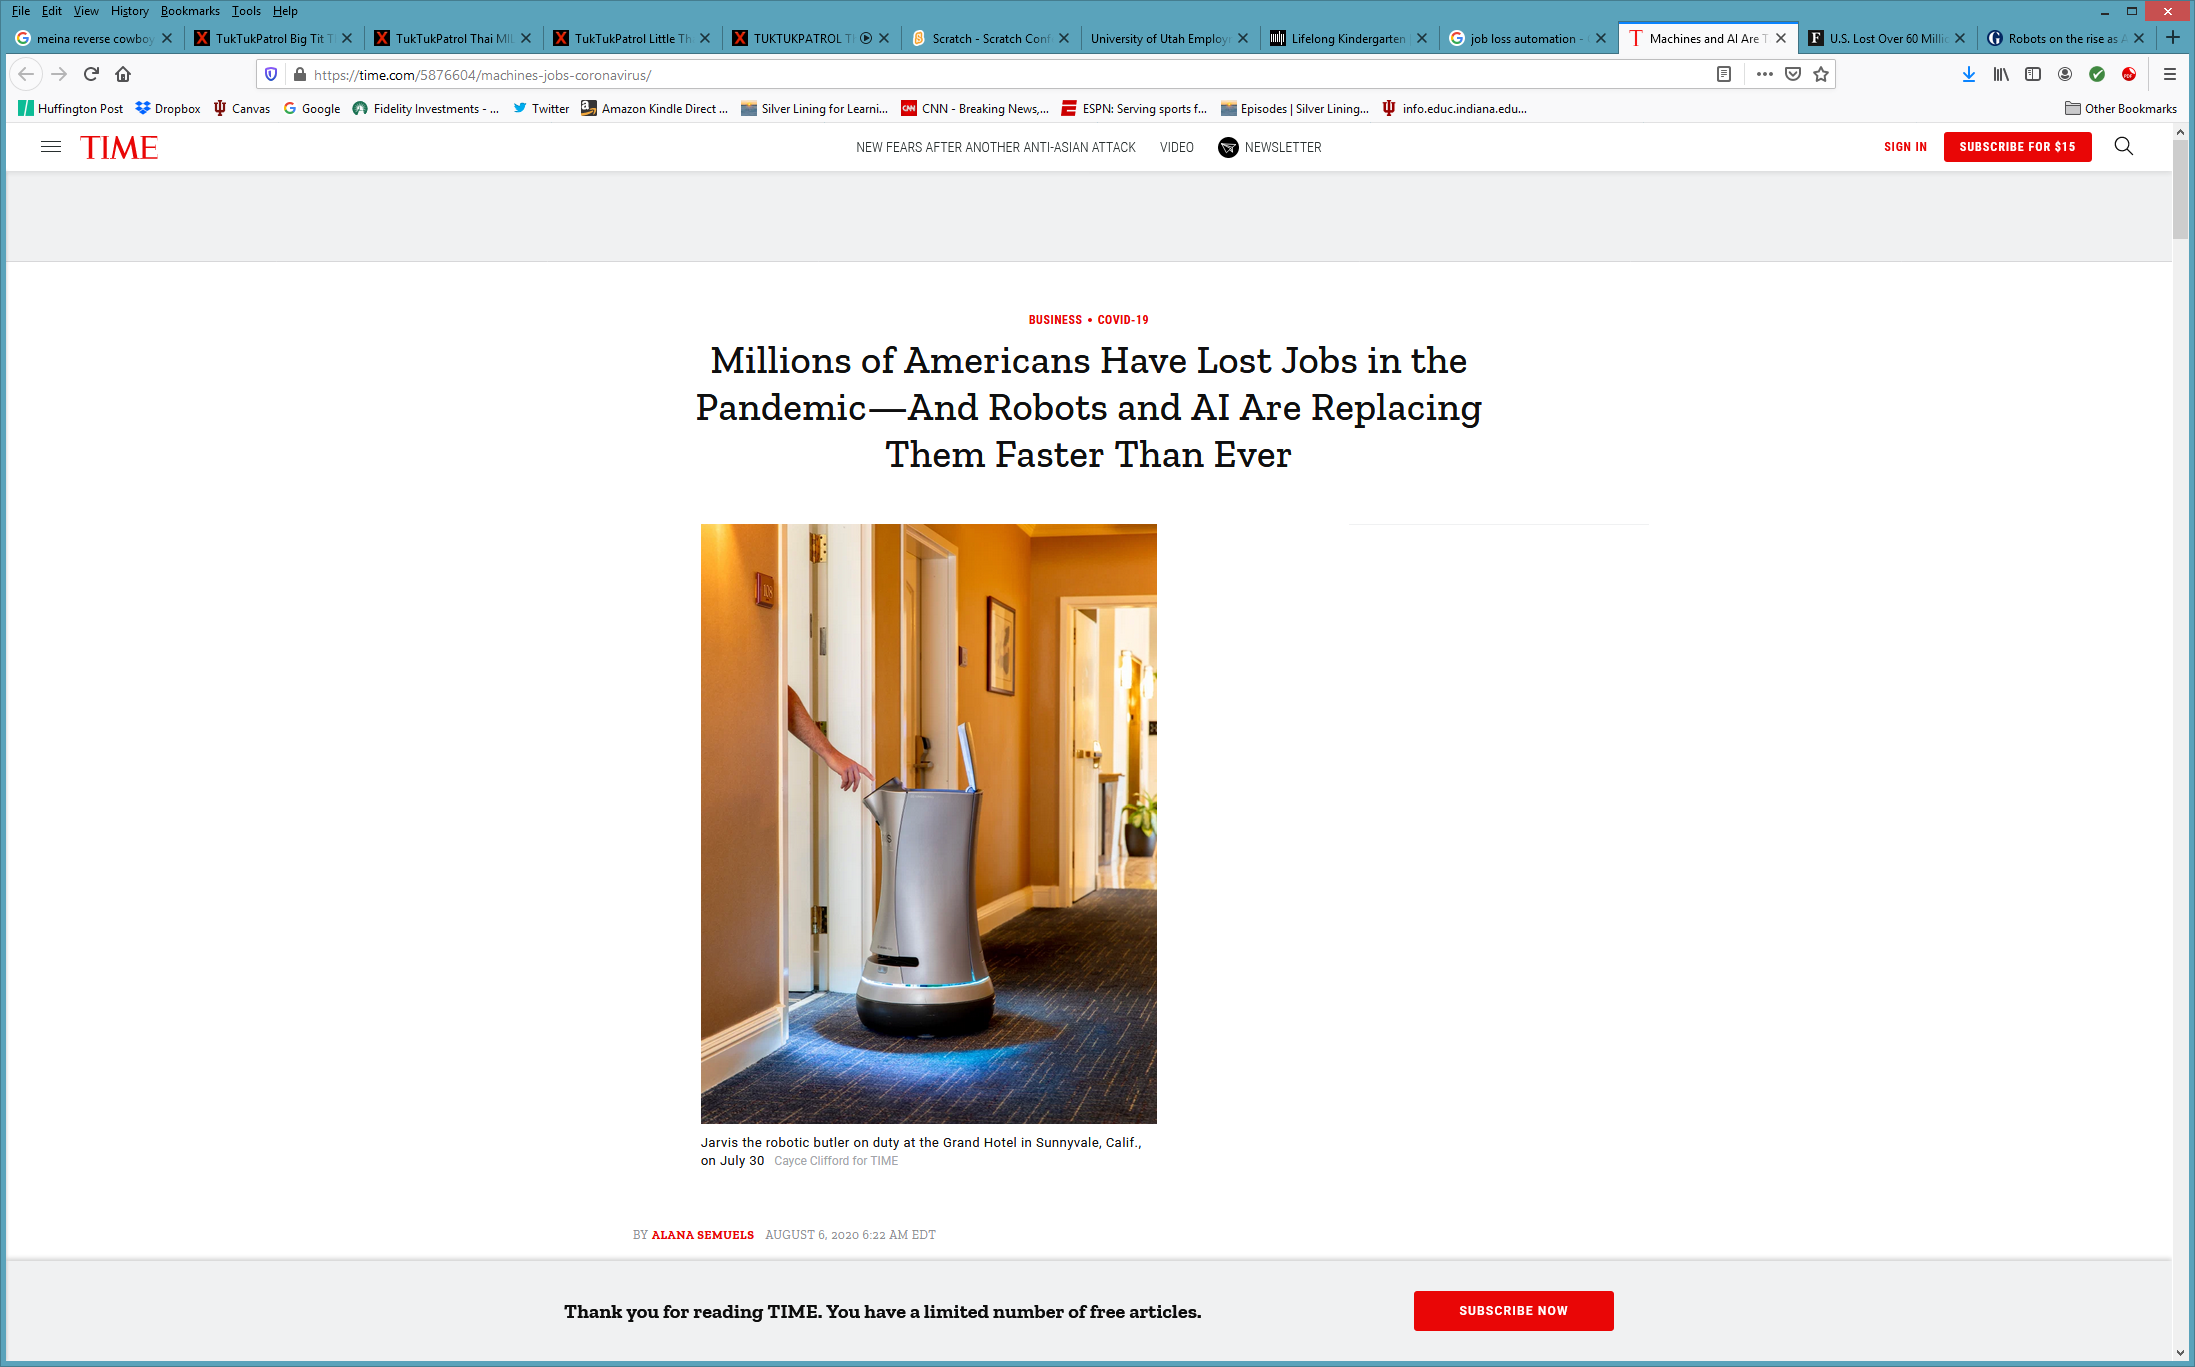 File Edit View History Bookmarks Tools Help
meina reverse cowboy
TukTukPatrol Big Tit T
TukTukPatrol Thai MI
TukTukPatrol Little Th
TUKTUKPATROL T
Scratch - Scratch Conf
University of Utah Employ
Lifelong Kindergarten
job loss automation -
Machines and AI Are T
U.S. Lost Over 60 Milli
Robots on the rise as A
https://time.com/5876604/machines-jobs-coronavirus/
Huffington Post Dropbox Canvas Google Fidelity Investments - ... Twitter Amazon Kindle Direct ... Silver Lining for Learni... CNN - Breaking News,... ESPN: Serving sports f... Episodes | Silver Lining... info.educ.indiana.edu... Other Bookmarks
TIME NEW FEARS AFTER ANOTHER ANTI-ASIAN ATTACK VIDEO NEWSLETTER SIGN IN SUBSCRIBE FOR $15
BUSINESS • COVID-19
Millions of Americans Have Lost Jobs in the
Pandemic—And Robots and AI Are Replacing
Them Faster Than Ever
Jarvis the robotic butler on duty at the Grand Hotel in Sunnyvale, Calif.,
on July 30 Cayce Clifford for TIME
BY ALANA SEMUELS AUGUST 6, 2020 6:22 AM EDT
Thank you for reading TIME. You have a limited number of free articles. SUBSCRIBE NOW